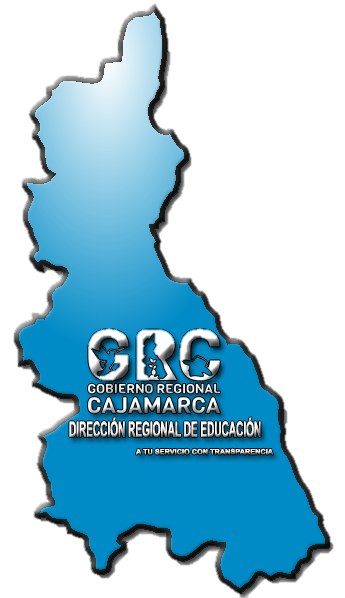 GRC
GOBIERNO REGIONAL
CAJAMARCA
DIRECCIÓN REGIONAL DE EDUCACIÓN
A TU SERVICIO CON TRANSPARENCIA